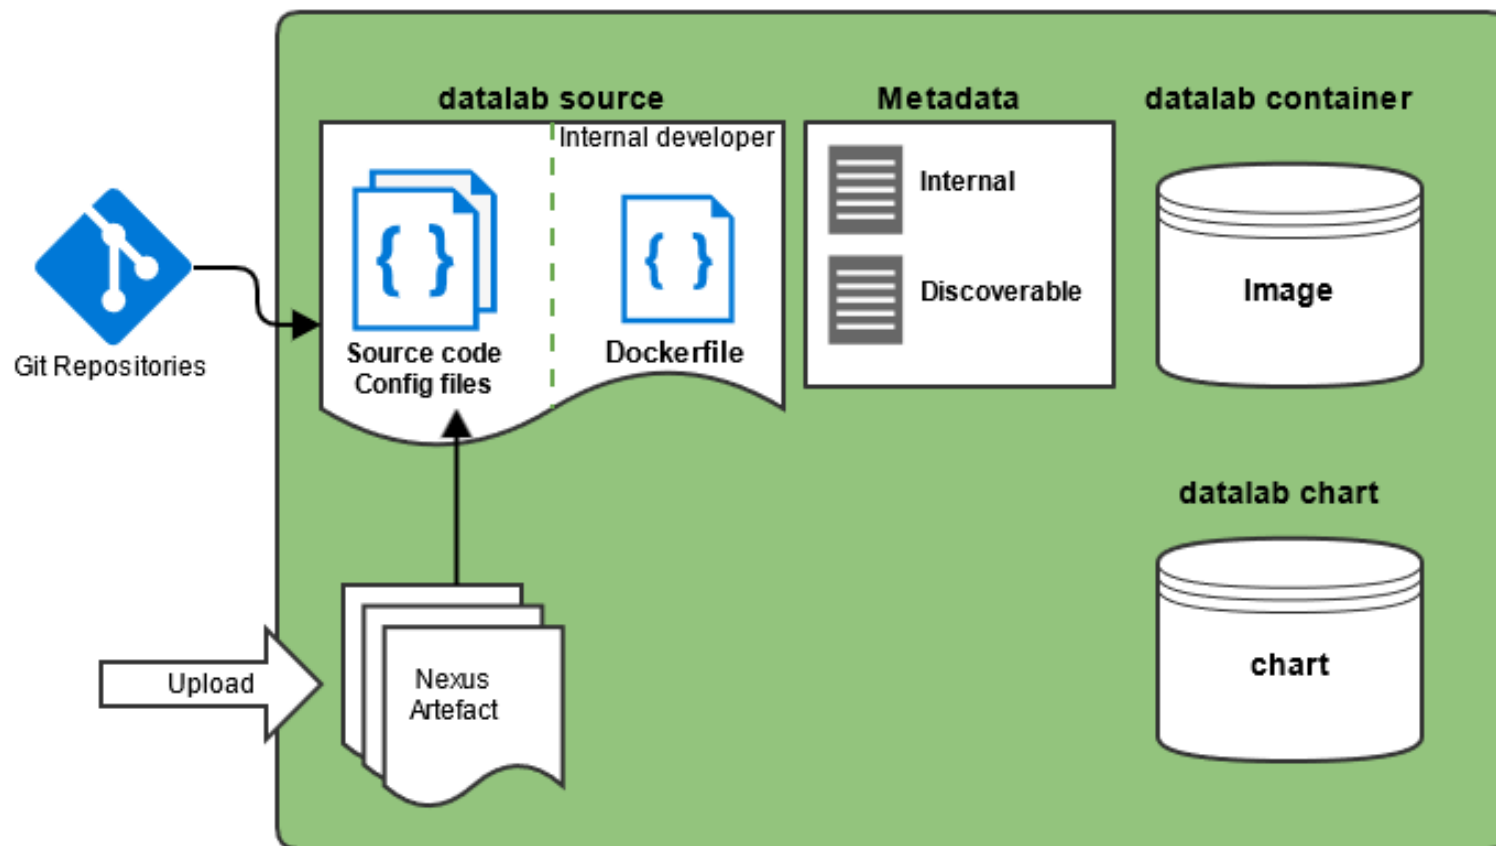 datalab source
Metadata
datalab container
Internal developer
Internal
Discoverable
Image
Source code
Config files
Dockerfile
Git Repositories
datalab chart
chart
Upload
Nexus
Artefact